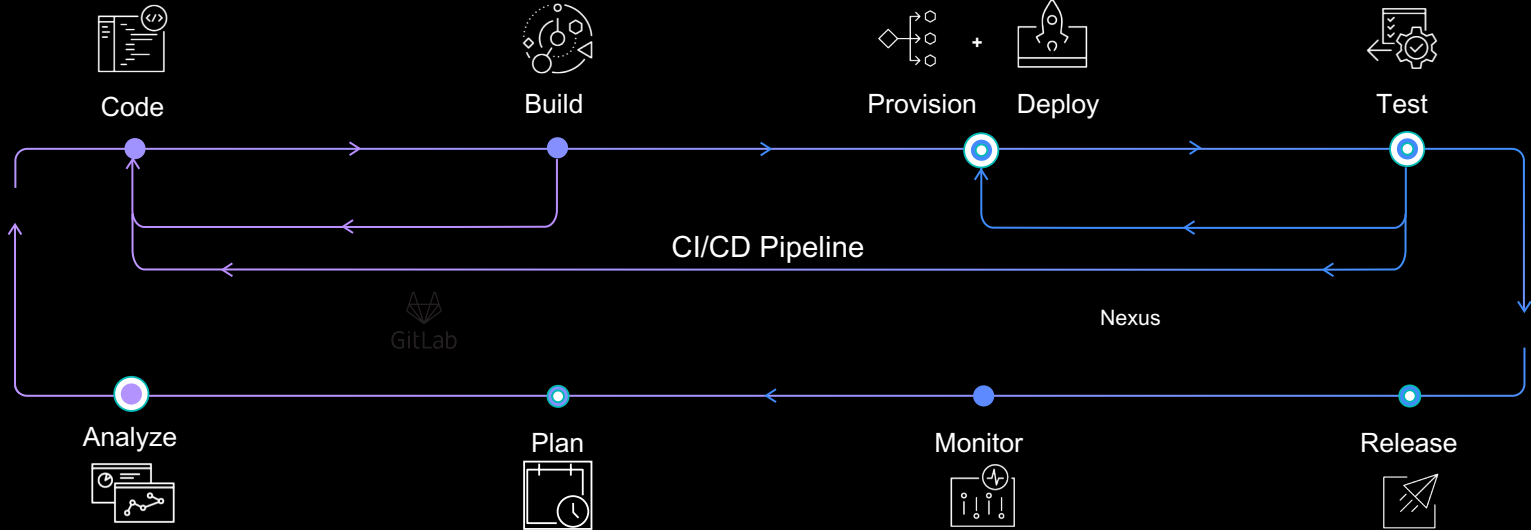 Code
Build
Provision
+
Deploy
Test
CI/CD Pipeline
GitLab
Nexus
Analyze
Plan
Monitor
Release